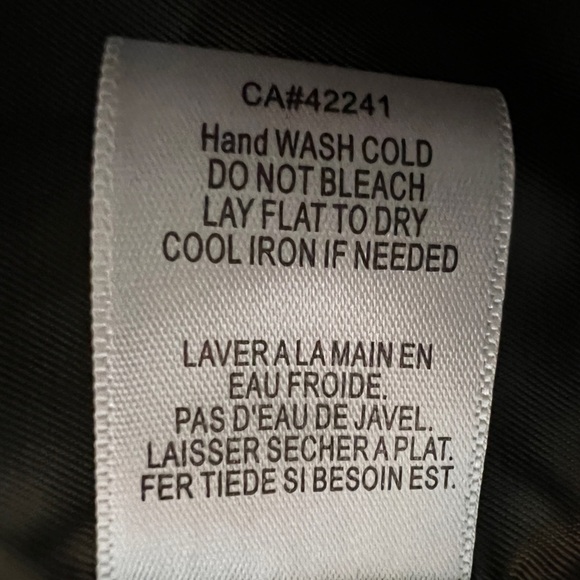 CA#42241
Hand WASH COLD
DO NOT BLEACH
LAY FLAT TO DRY
COOL IRON IF NEEDED
LAVER A LA MAIN EN
EAU FROIDE.
PAS D'EAU DE JAVEL.
LAISSER SECHER A PLAT.
FER TIEDE SI BESOIN EST.